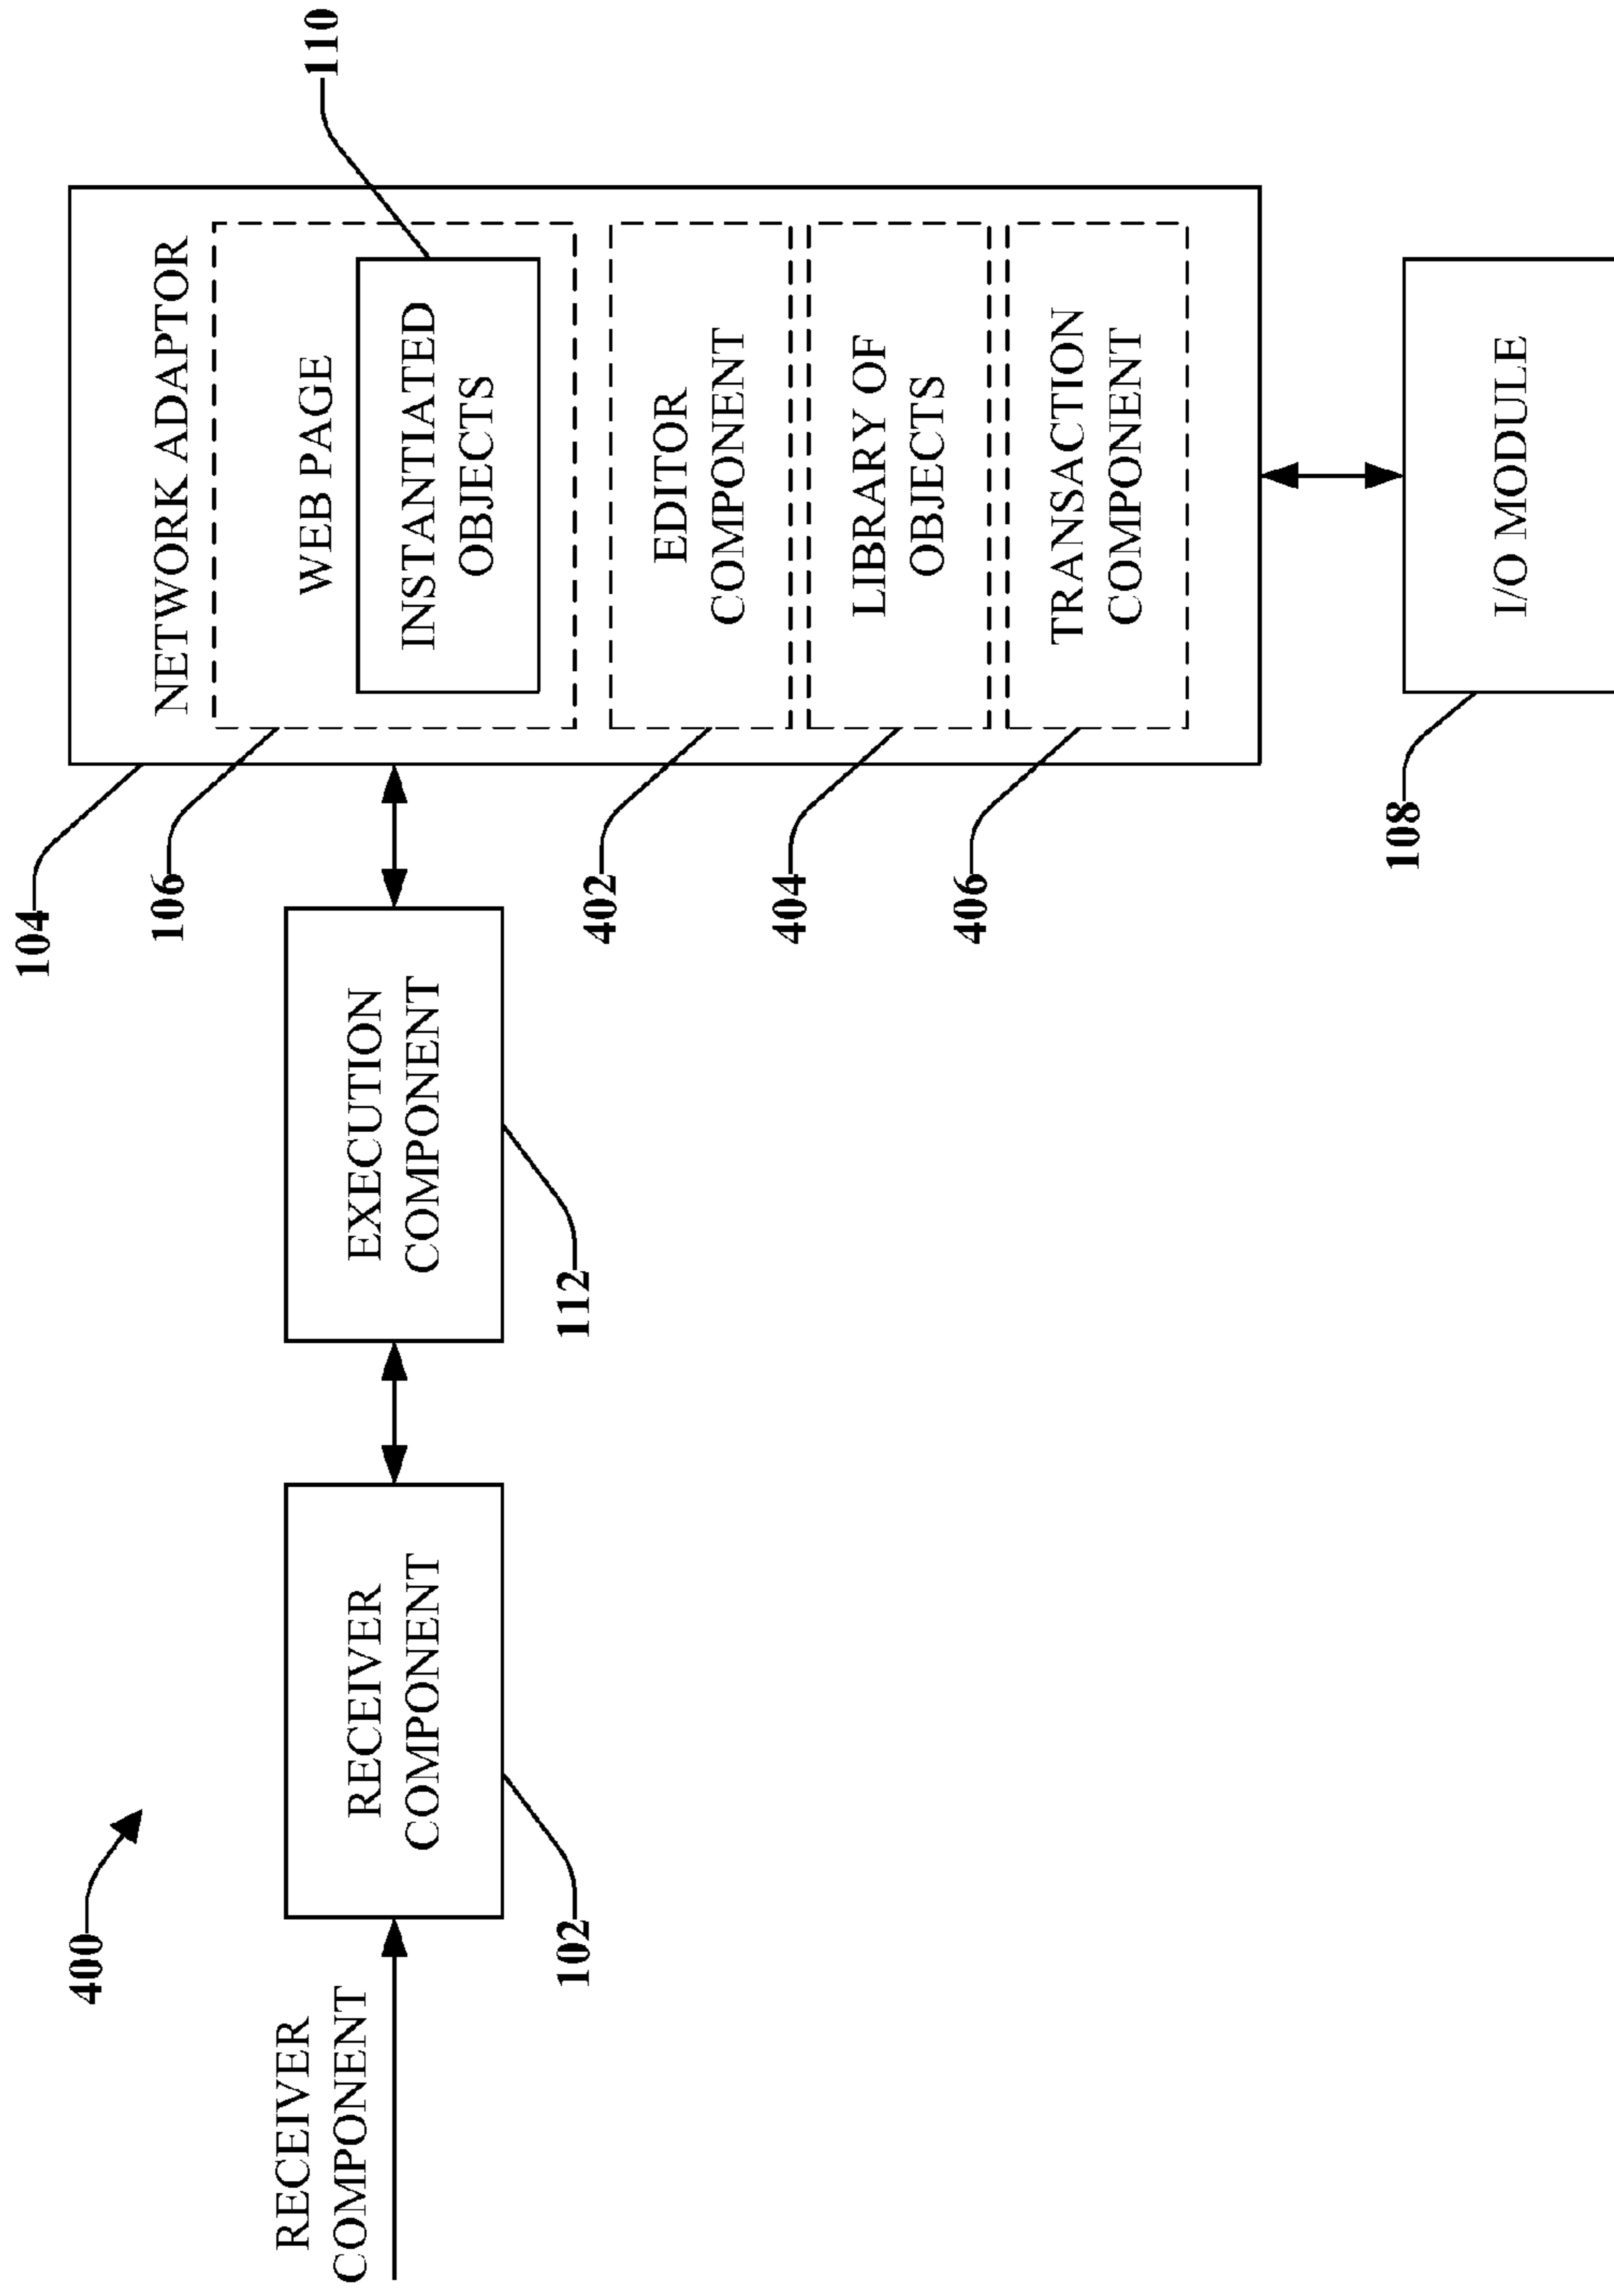 400
RECEIVER
COMPONENT
RECEIVER
COMPONENT
102
EXECUTION
COMPONENT
112
104
NETWORK ADAPTOR
106
WEB PAGE
INSTANTIATED
OBJECTS
110
402
EDITOR
COMPONENT
404
LIBRARY OF
OBJECTS
406
TRANSACTION
COMPONENT
108
I/O MODULE